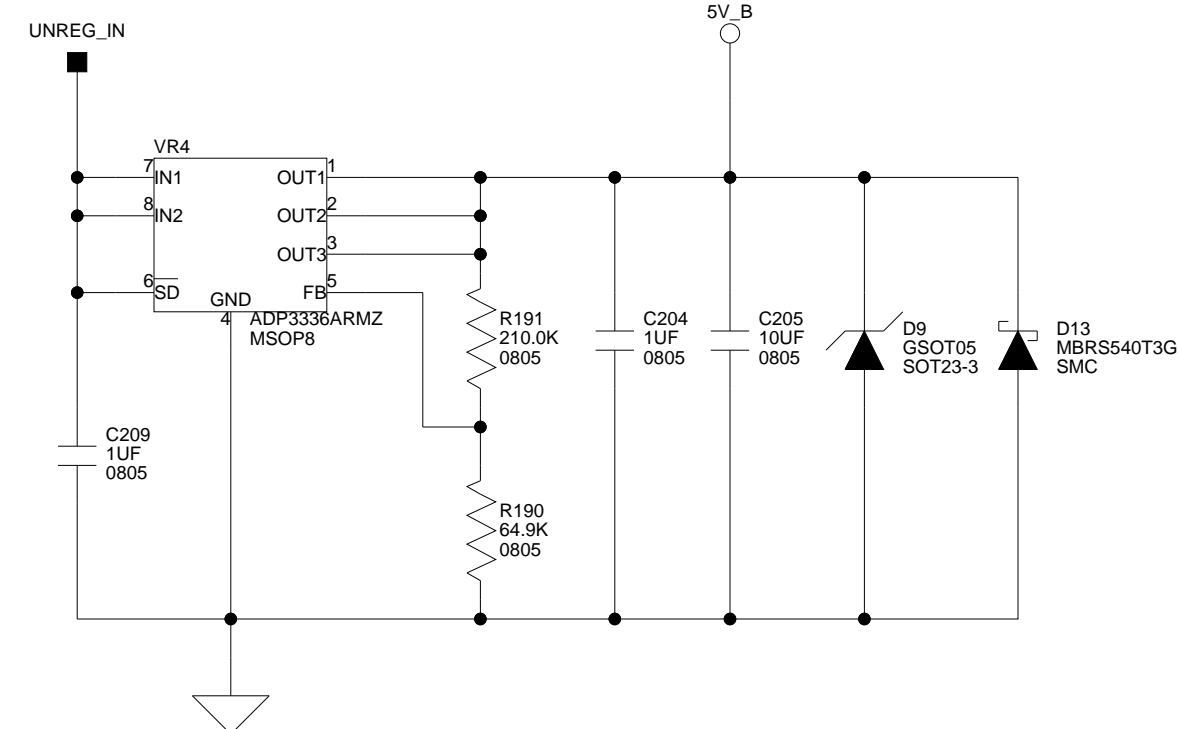 5V_B
UNREG_IN
VR4
7
IN1
OUT1
1
8
IN2
OUT2
2
OUT3
3
6
SD
GND
FB
5
4
ADP3336ARMZ
MSOP8
R191
210.0K
0805
C204
1UF
0805
C205
10UF
0805
D9
GSOT05
SOT23-3
D13
MBRS540T3G
SMC
C209
1UF
0805
R190
64.9K
0805